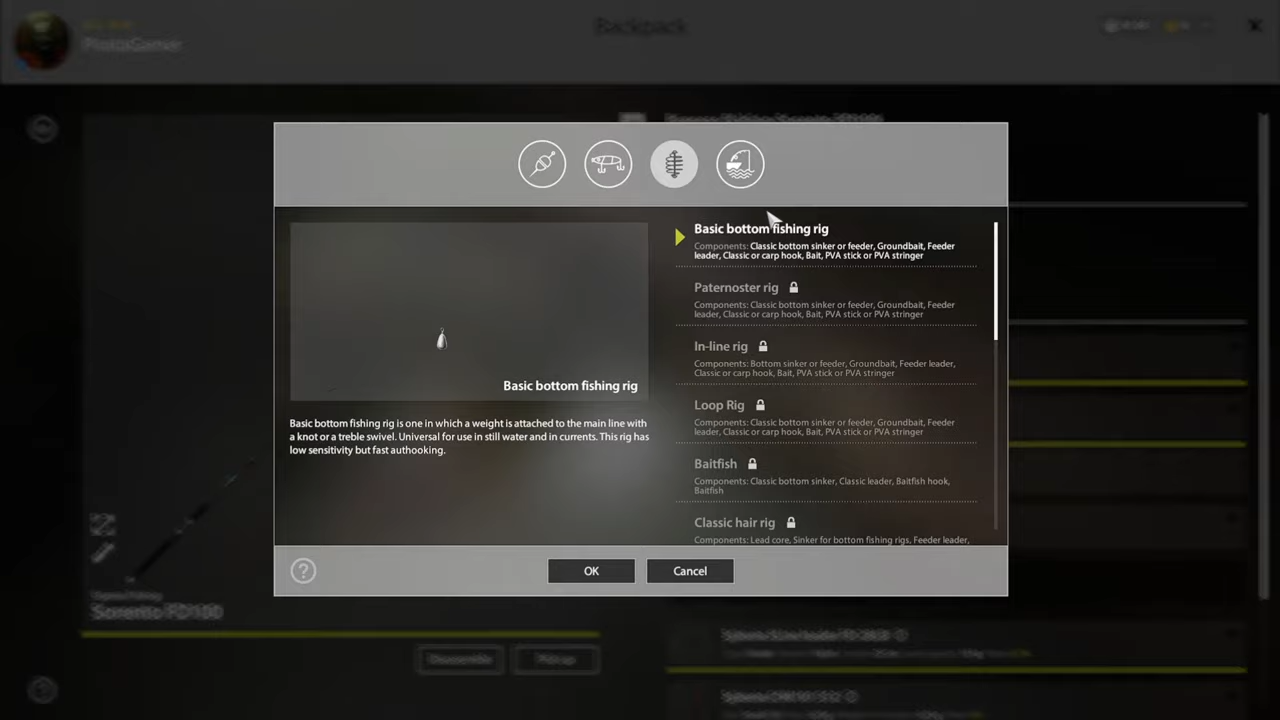 Backpack
Basic bottom fishing rig
Components: Classic bottom sinker or feeder, Groundbait, Feeder
leader, Classic or carp hook, Bait, PVA stick or PVA stringer
Paternoster rig
Components: Classic bottom sinker or feeder, Groundbait, Feeder
leader, Classic or carp hook, Bait, PVA stick or PVA stringer
In-line rig
Components: Bottom sinker or feeder, Groundbait, Feeder leader,
Classic or carp hook, Bait, PVA stick or PVA stringer
Loop Rig
Components: Classic bottom sinker or feeder, Groundbait, Feeder
leader, Classic or carp hook, Bait, PVA stick or PVA stringer
Baitfish
Components: Classic bottom sinker, Classic leader, Baitfish hook,
Baitfish
Classic hair rig
Components: Lead core, Sinker for bottom fishing rigs, Feeder leader,
Basic bottom fishing rig
Basic bottom fishing rig is one in which a weight is attached to the main line with
a knot or a treble swivel. Universal for use in still water and in currents. This rig has
low sensitivity but fast authooking.
?
OK
Cancel
Disassemble
Pick up